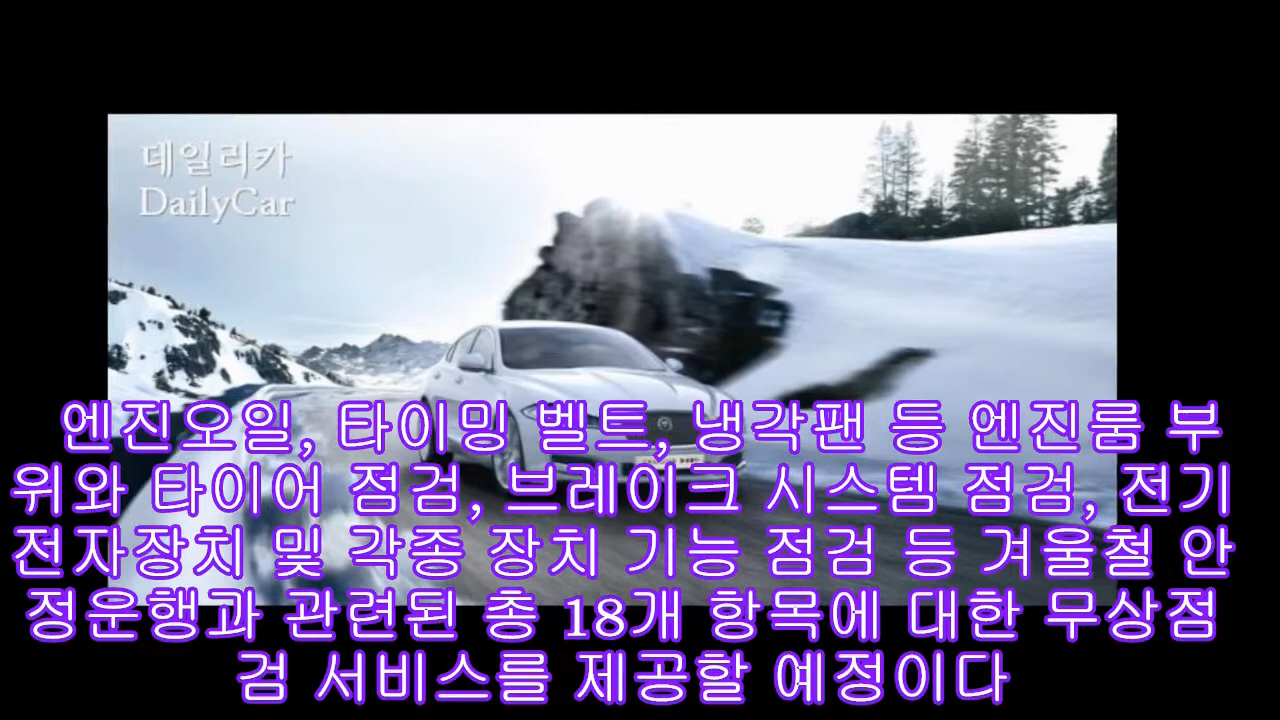 데일리카
DailyCar
엔진오일, 타이밍 벨트, 냉각팬 등 엔진룸 부
위와 타이어 점검, 브레이크 시스템 점검, 전기
전자장치 및 각종 장치 기능 점검 등 겨울철 안
정운행과 관련된 총 18개 항목에 대한 무상점
검 서비스를 제공할 예정이다